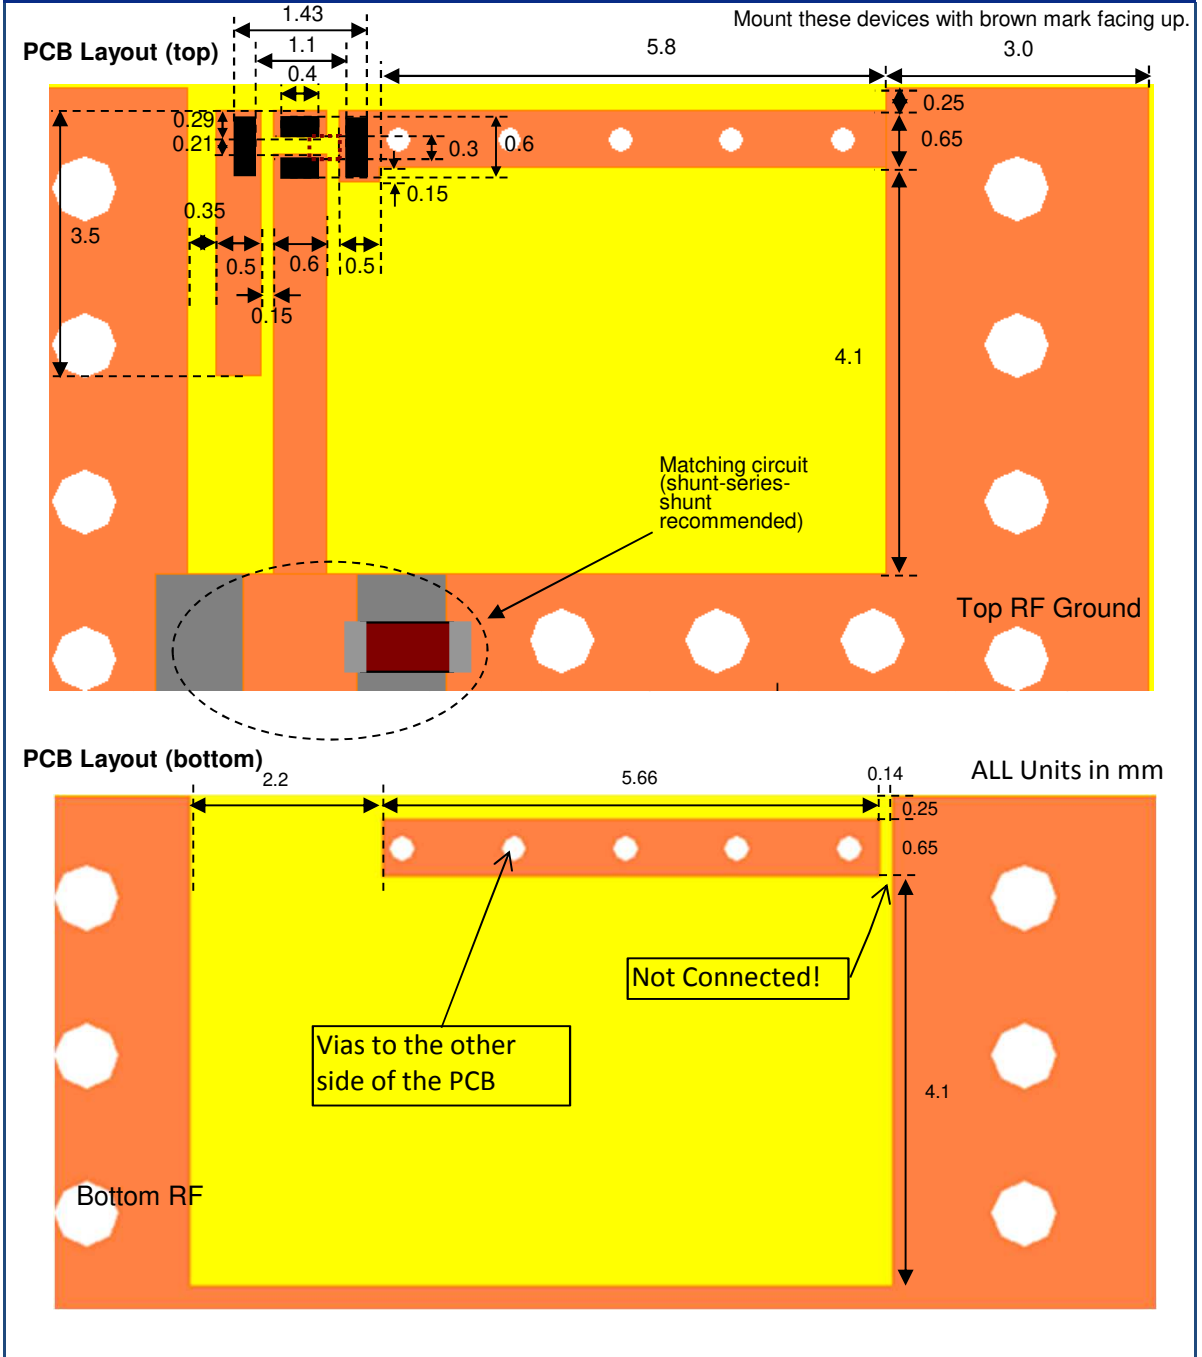 Mount these devices with brown mark facing up.
PCB Layout (top)
1.43
1.1
0.4
5.8
3.0
0.25
0.65
0.29
0.21
0.3
0.6
0.15
0.35
3.5
0.5
0.6
0.5
0.15
4.1
Matching circuit
(shunt-series-
shunt
recommended)
Top RF Ground
PCB Layout (bottom)
2.2
5.66
0.14
ALL Units in mm
0.25
0.65
Not Connected!
Vias to the other
side of the PCB
4.1
Bottom RF